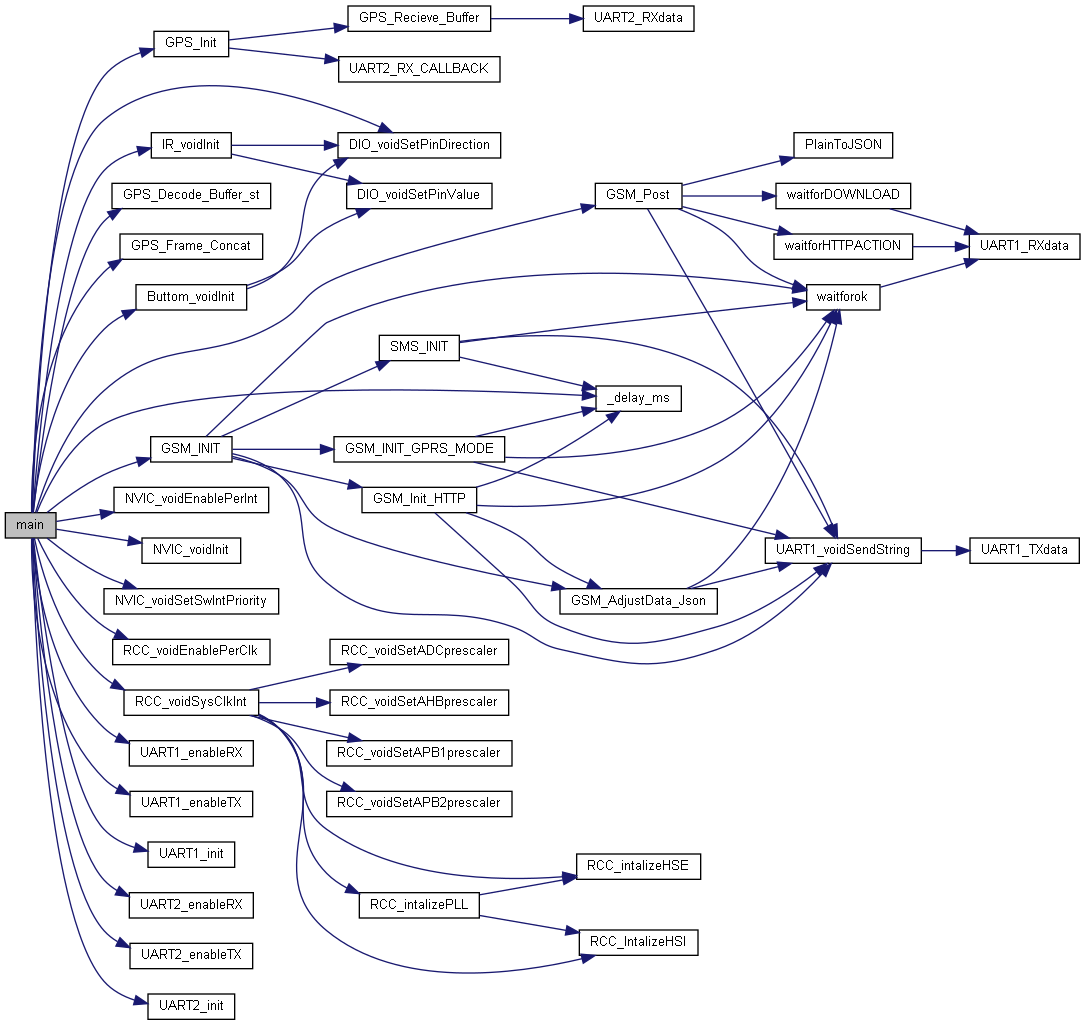 GPS_Recieve_Buffer
UART2_RXdata
GPS_Init
UART2_RX_CALLBACK
IR_voidInit
DIO_voidSetPinDirection
PlainToJSON
GPS_Decode_Buffer_st
DIO_voidSetPinValue
GSM_Post
waitforDOWNLOAD
GPS_Frame_Concat
waitforHTTPACTION
UART1_RXdata
Buttom_voidInit
waitforok
SMS_INIT
_delay_ms
GSM_INIT
GSM_INIT_GPRS_MODE
NVIC_voidEnablePerInt
GSM_Init_HTTP
main
NVIC_voidInit
UART1_voidSendString
UART1_TXdata
NVIC_voidSetSwIntPriority
GSM_AdjustData_Json
RCC_voidEnablePerClk
RCC_voidSetADCprescaler
RCC_voidSysClkInt
RCC_voidSetAHBprescaler
UART1_enableRX
RCC_voidSetAPB1prescaler
UART1_enableTX
RCC_voidSetAPB2prescaler
UART1_init
RCC_intalizeHSE
UART2_enableRX
RCC_intalizePLL
UART2_enableTX
RCC_IntalizeHSI
UART2_init